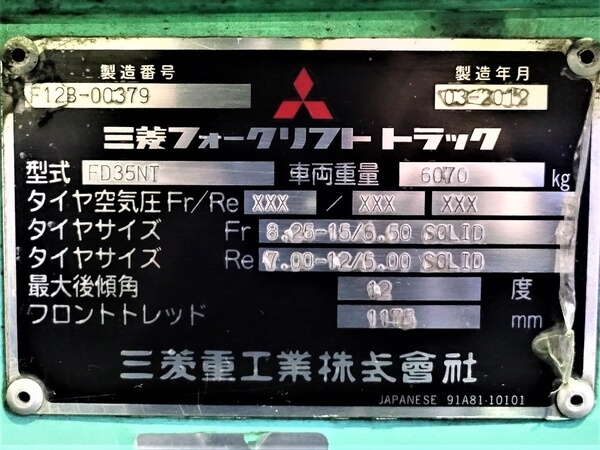 製造番号 製造年月
F12B-00379 03-2012
三菱フォークリフトトラック
型式 FD35NT 車両重量 6070 kg
タイヤ空気圧 Fr/Re XXX / XXX XXX
タイヤサイズ Fr 8.25-15/6.50 SOLID
タイヤサイズ Re 7.00-12/5.00 SOLID
最大後傾角 12 度
フロントトレッド 1175 mm
三菱重工業株式會社
JAPANESE 91A81-10101